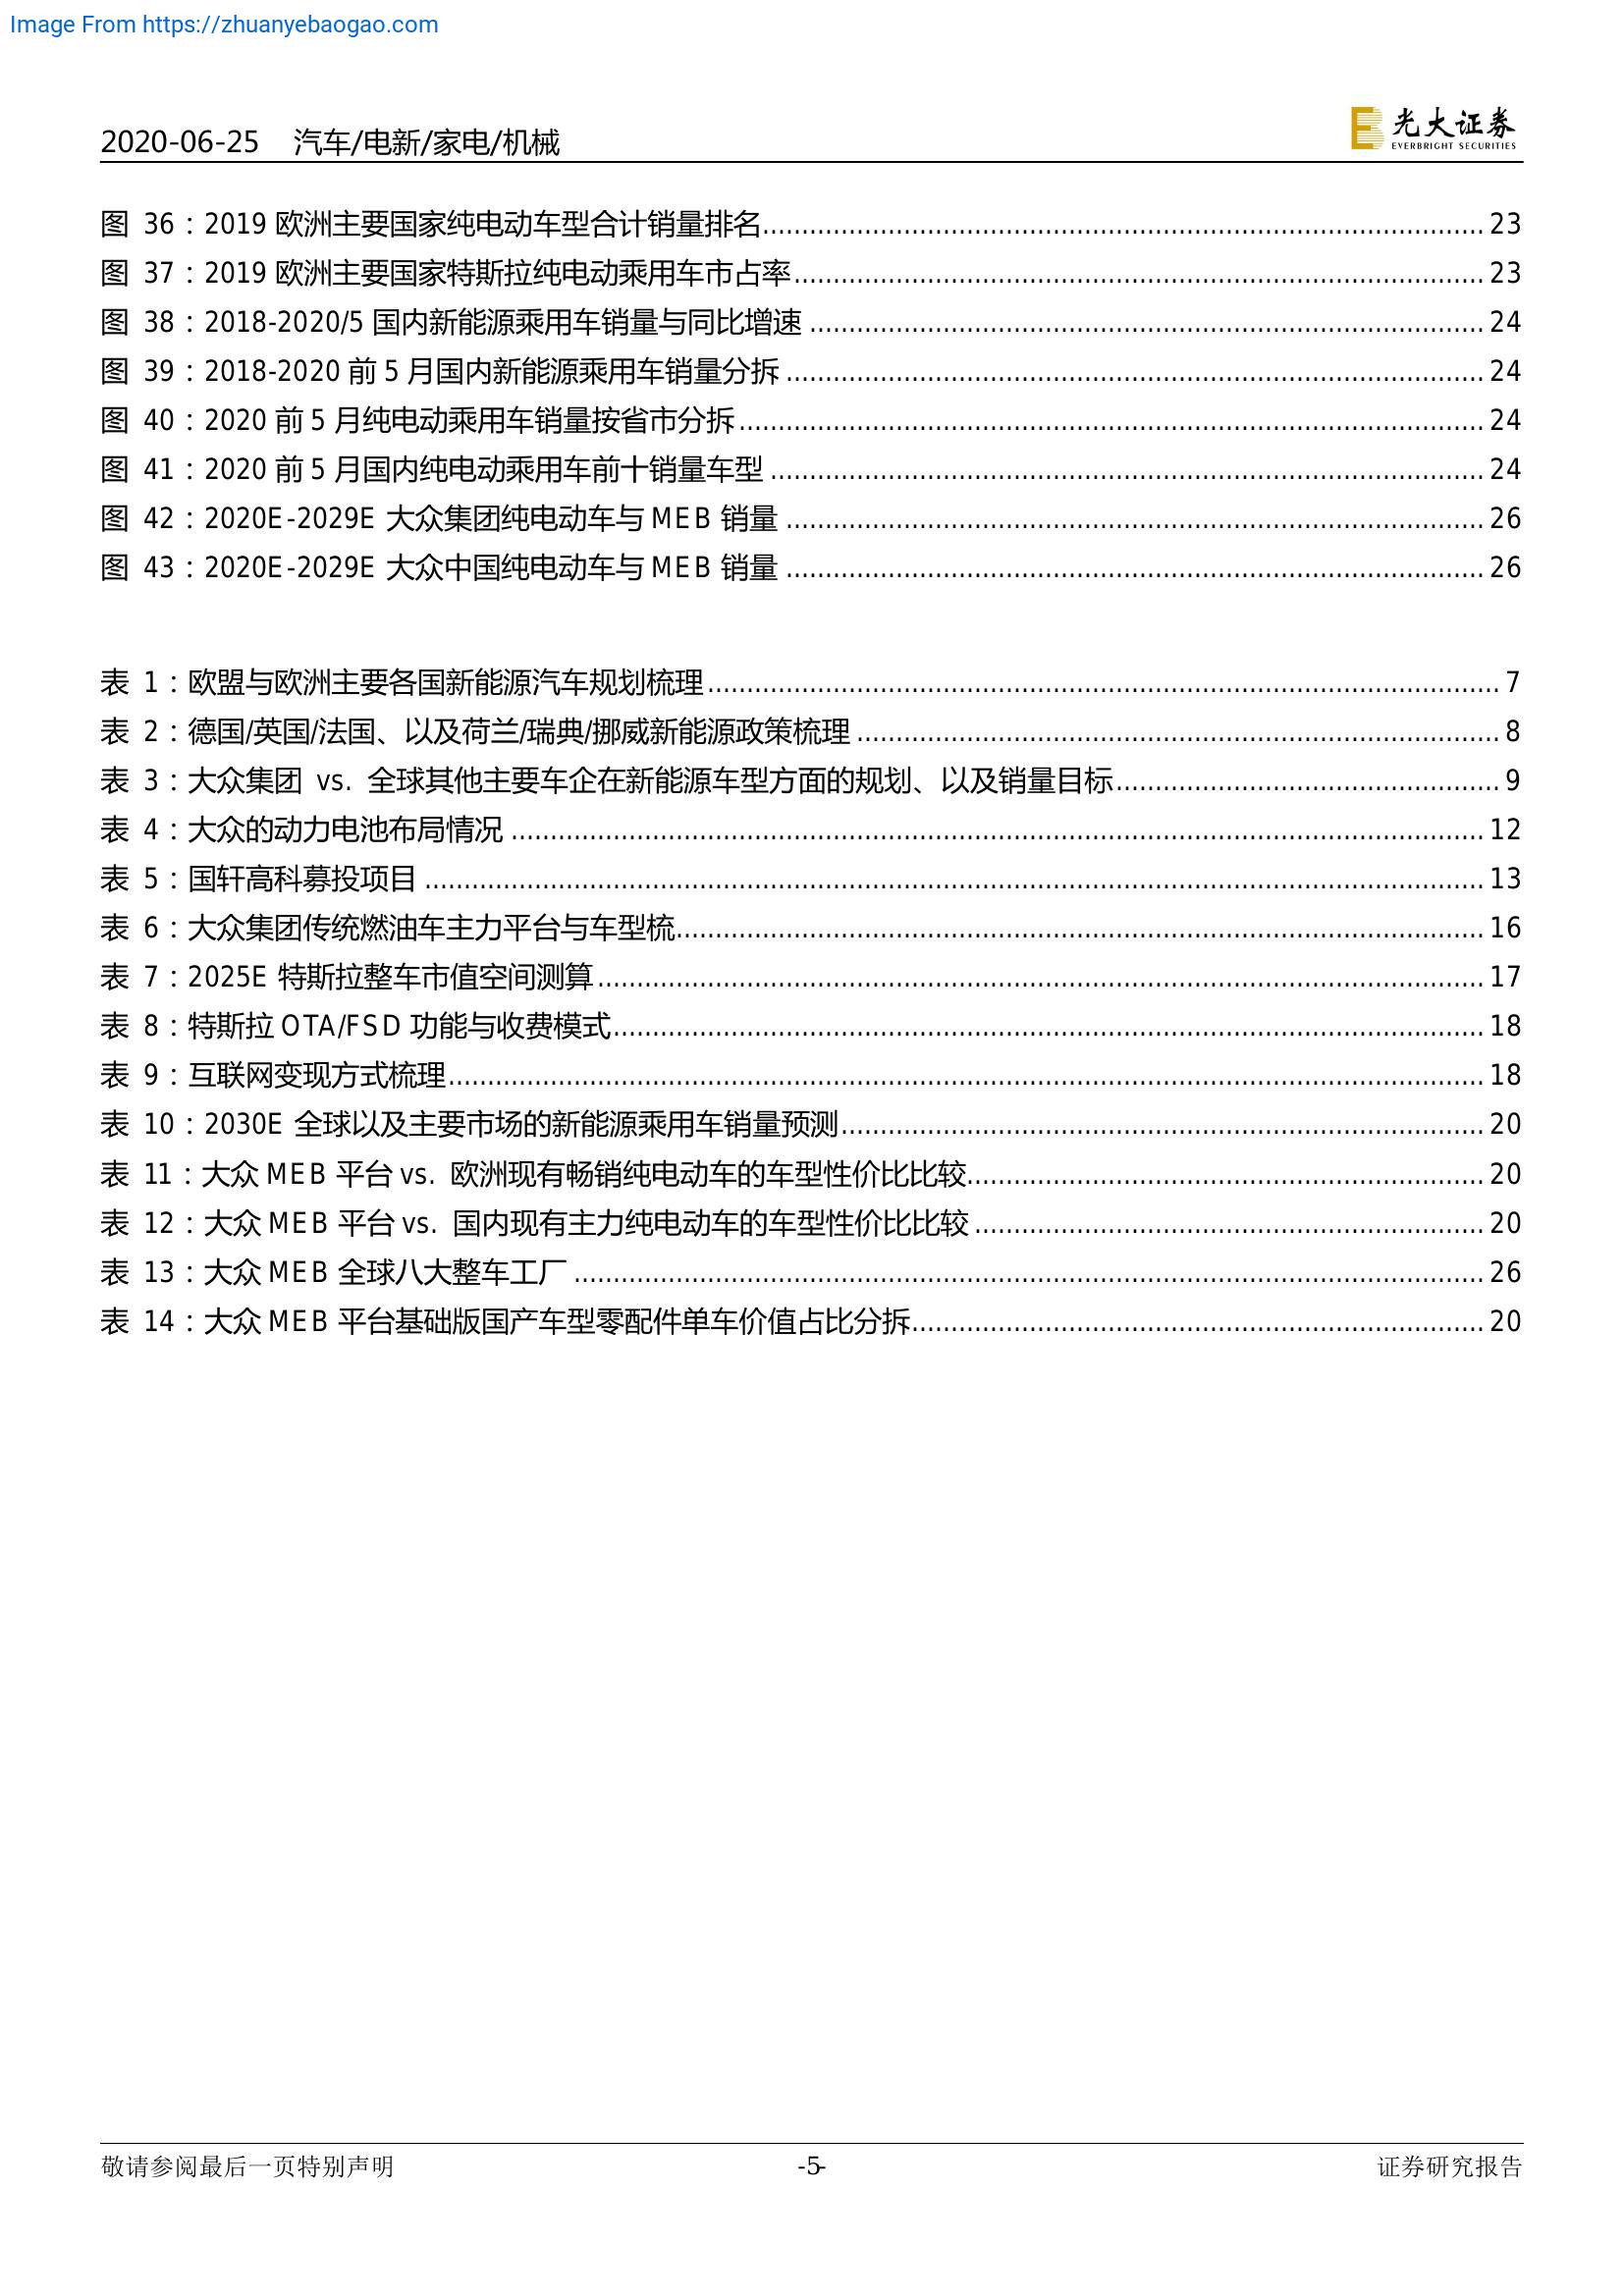 Image From https://zhuanyebaogao.com
2020-06-25 汽车/电新/家电/机械
光大证券
EVERBRIGHT SECURITIES
图 36：2019 欧洲主要国家纯电动车型合计销量排名 23
图 37：2019 欧洲主要国家特斯拉纯电动乘用车市占率 23
图 38：2018-2020/5 国内新能源乘用车销量与同比增速 24
图 39：2018-2020 前 5 月国内新能源乘用车销量分拆 24
图 40：2020 前 5 月纯电动乘用车销量按省市分拆 24
图 41：2020 前 5 月国内纯电动乘用车前十销量车型 24
图 42：2020E-2029E 大众集团纯电动车与 MEB 销量 26
图 43：2020E-2029E 大众中国纯电动车与 MEB 销量 26
表 1：欧盟与欧洲主要各国新能源汽车规划梳理 7
表 2：德国/英国/法国、以及荷兰/瑞典/挪威新能源政策梳理 8
表 3：大众集团 vs. 全球其他主要车企在新能源车型方面的规划、以及销量目标 9
表 4：大众的动力电池布局情况 12
表 5：国轩高科募投项目 13
表 6：大众集团传统燃油车主力平台与车型梳 16
表 7：2025E 特斯拉整车市值空间测算 17
表 8：特斯拉 OTA/FSD 功能与收费模式 18
表 9：互联网变现方式梳理 18
表 10：2030E 全球以及主要市场的新能源乘用车销量预测 20
表 11：大众 MEB 平台 vs. 欧洲现有畅销纯电动车的车型性价比比较 20
表 12：大众 MEB 平台 vs. 国内现有主力纯电动车的车型性价比比较 20
表 13：大众 MEB 全球八大整车工厂 26
表 14：大众 MEB 平台基础版国产车型零配件单车价值占比分拆 20
敬请参阅最后一页特别声明 -5- 证券研究报告